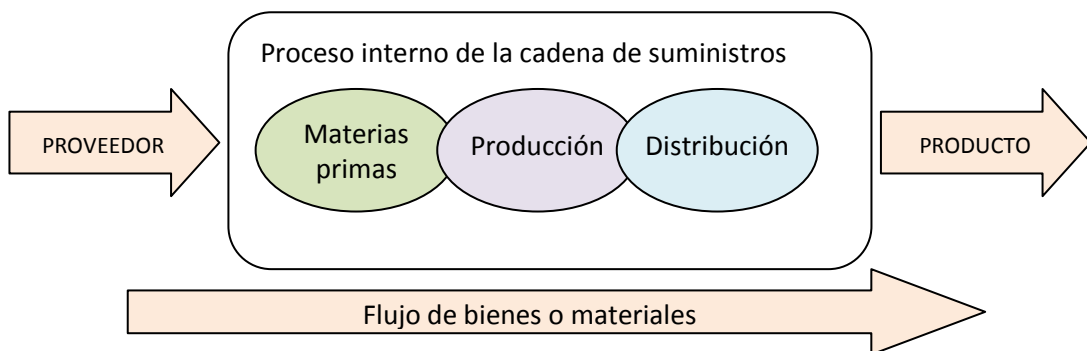 Proceso interno de la cadena de suministros
PROVEEDOR
Materias
primas
Producción
Distribución
PRODUCTO
Flujo de bienes o materiales